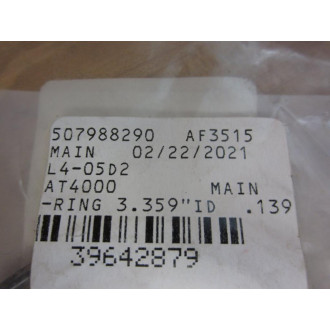 507988290 AF3515
MAIN 02/22/2021
L4-05D2
AT4000 MAIN
-RING 3.359"ID .139
39642879